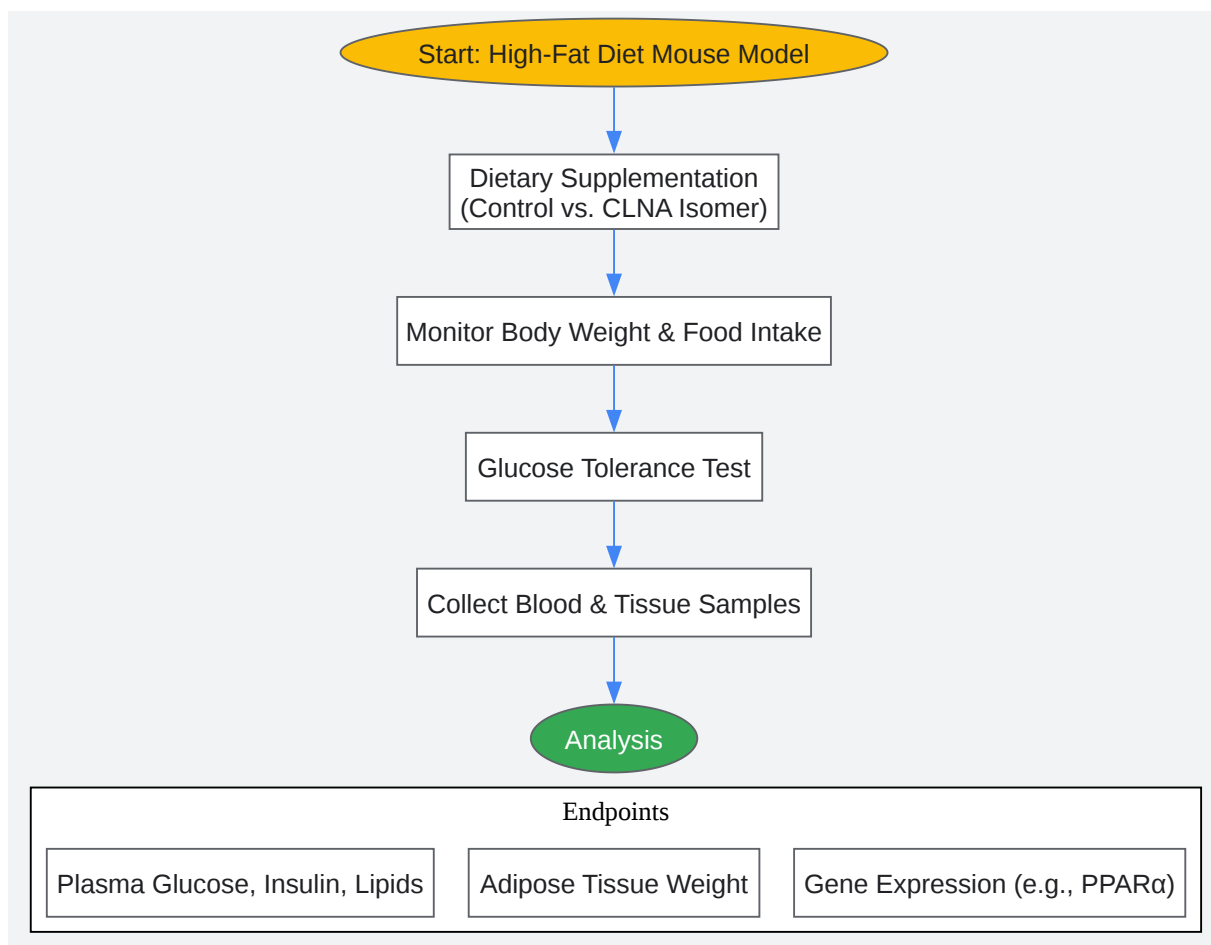 Start: High-Fat Diet Mouse Model
Dietary Supplementation
(Control vs. CLNA Isomer)
Monitor Body Weight & Food Intake
Glucose Tolerance Test
Collect Blood & Tissue Samples
Analysis
Endpoints
Plasma Glucose, Insulin, Lipids
Adipose Tissue Weight
Gene Expression (e.g., PPARα)